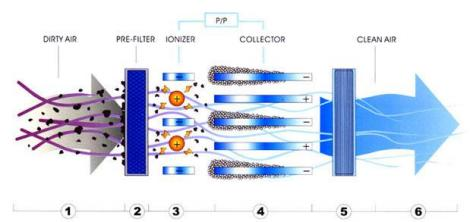 P/P
DIRTY AIR PRE-FILTER IONIZER COLLECTOR CLEAN AIR
−
− +
+
− − −
+
− +
+
− −
1 2 3 4 5 6